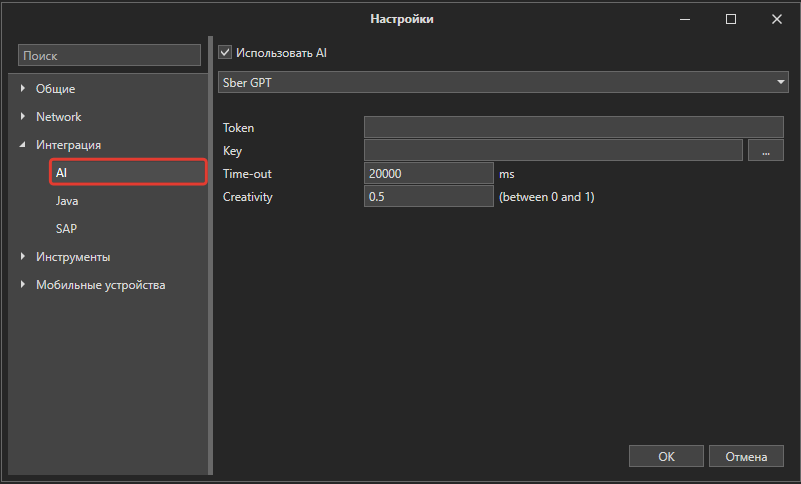 Настройки
Поиск
Общие
Network
Интеграция
AI
Java
SAP
Инструменты
Мобильные устройства
Использовать AI
Sber GPT
Token
Key ...
Time-out 20000 ms
Creativity 0.5 (between 0 and 1)
OK Отмена